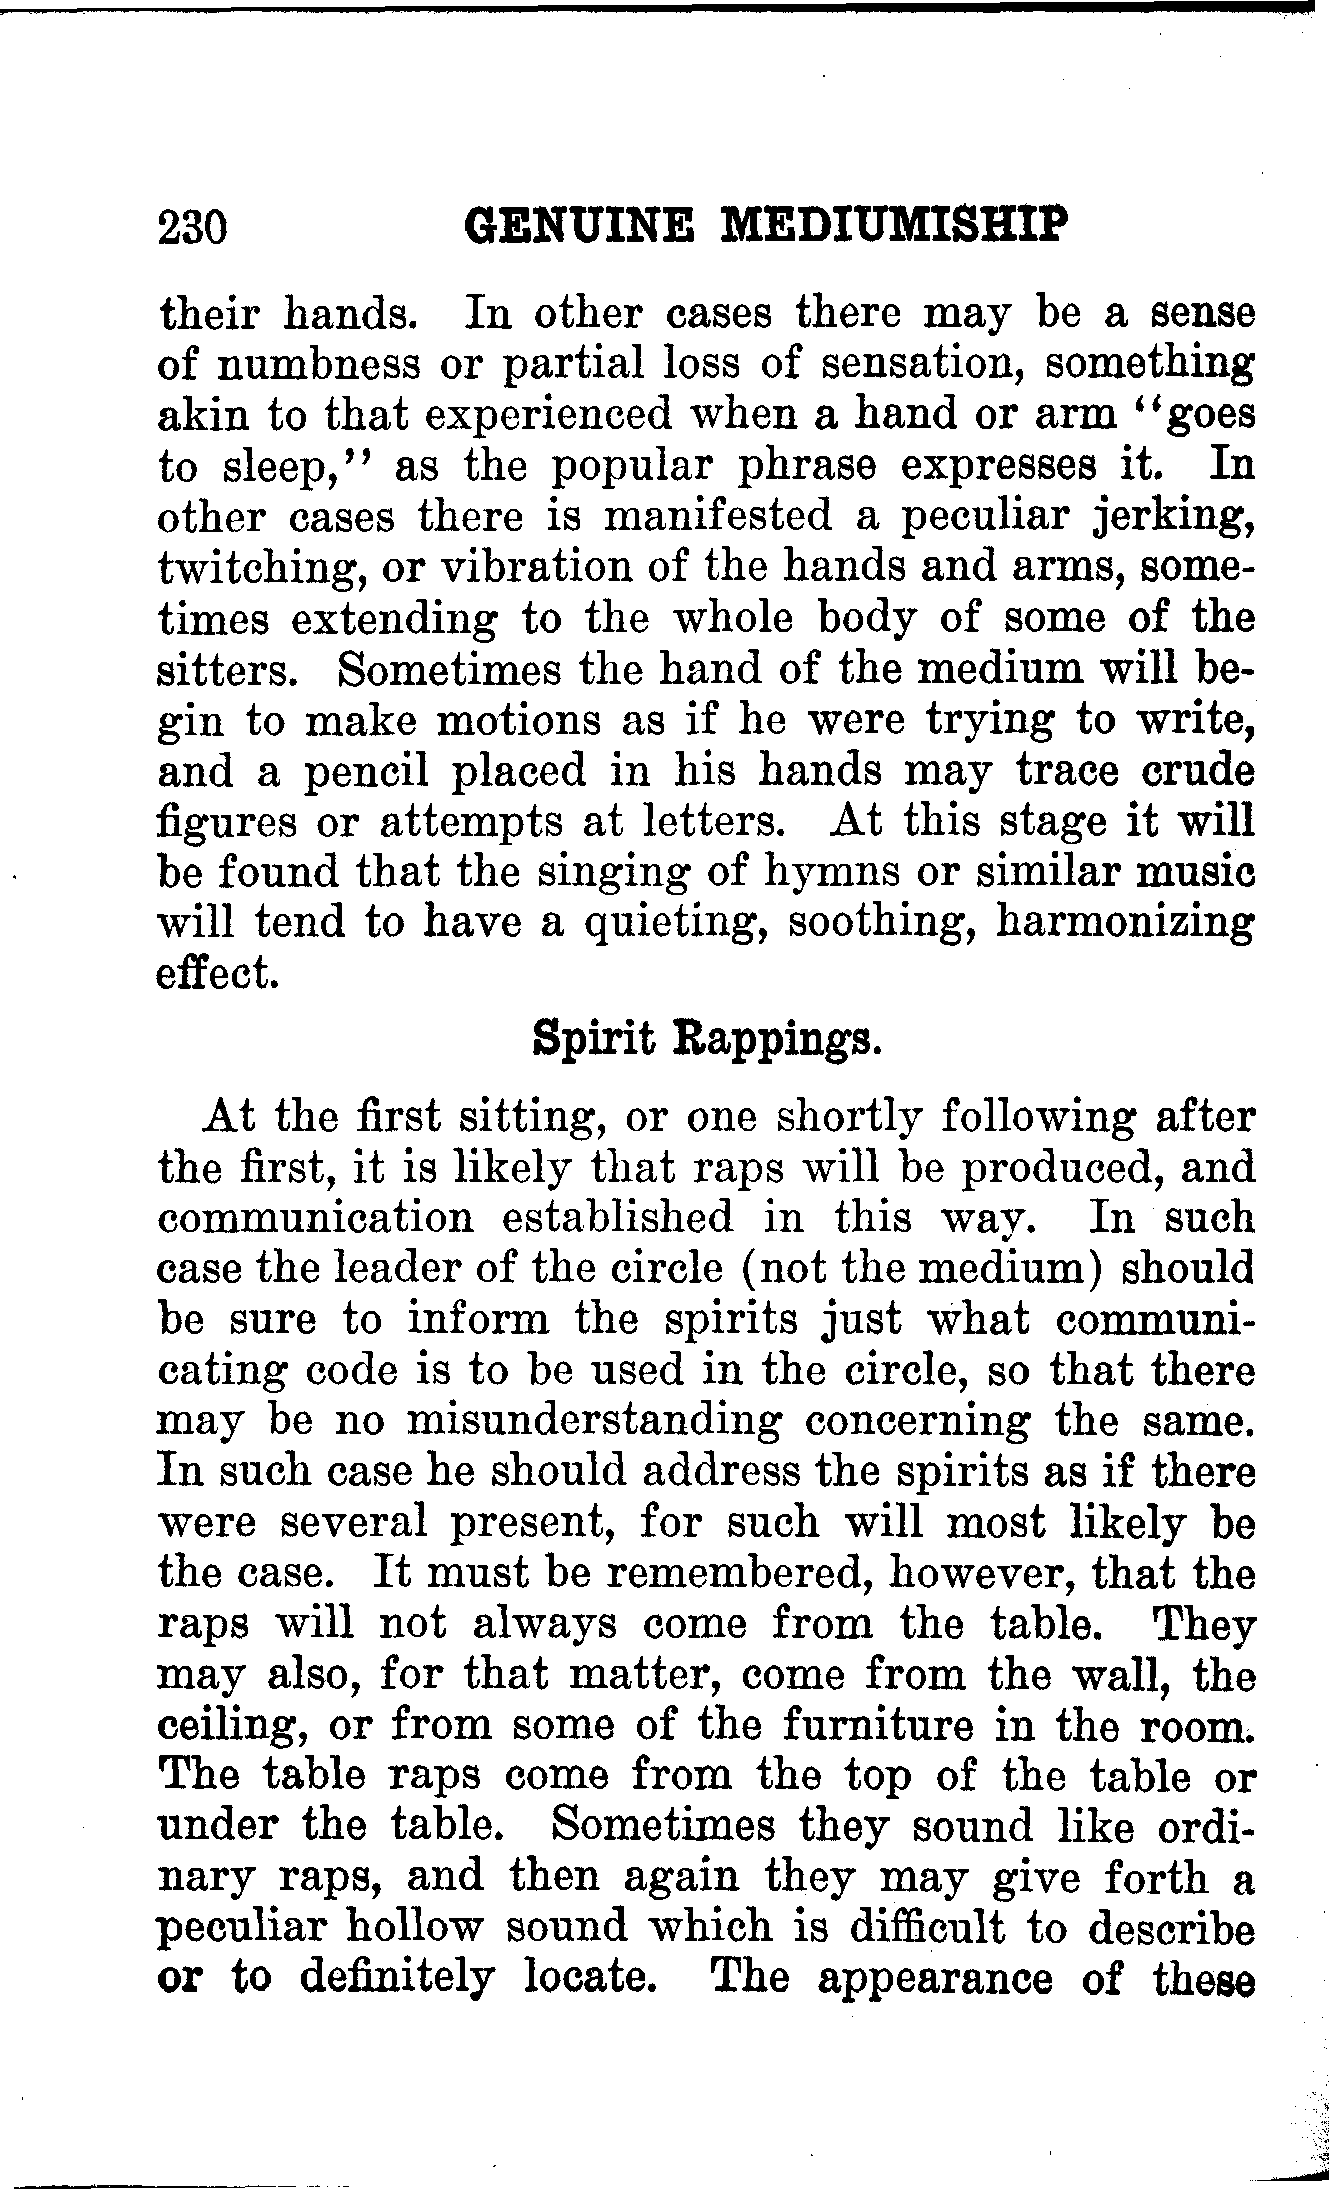 230 GENUINE MEDIUMISHIP
their hands. In other cases there may be a sense
of numbness or partial loss of sensation, something
akin to that experienced when a hand or arm "goes
to sleep," as the popular phrase expresses it. In
other cases there is manifested a peculiar jerking,
twitching, or vibration of the hands and arms, some-
times extending to the whole body of some of the
sitters. Sometimes the hand of the medium will be-
gin to make motions as if he were trying to write,
and a pencil placed in his hands may trace crude
figures or attempts at letters. At this stage it will
be found that the singing of hymns or similar music
will tend to have a quieting, soothing, harmonizing
effect.
Spirit Rappings.
At the first sitting, or one shortly following after
the first, it is likely that raps will be produced, and
communication established in this way. In such
case the leader of the circle (not the medium) should
be sure to inform the spirits just what communi-
cating code is to be used in the circle, so that there
may be no misunderstanding concerning the same.
In such case he should address the spirits as if there
were several present, for such will most likely be
the case. It must be remembered, however, that the
raps will not always come from the table. They
may also, for that matter, come from the wall, the
ceiling, or from some of the furniture in the room.
The table raps come from the top of the table or
under the table. Sometimes they sound like ordi-
nary raps, and then again they may give forth a
peculiar hollow sound which is difficult to describe
or to definitely locate. The appearance of these